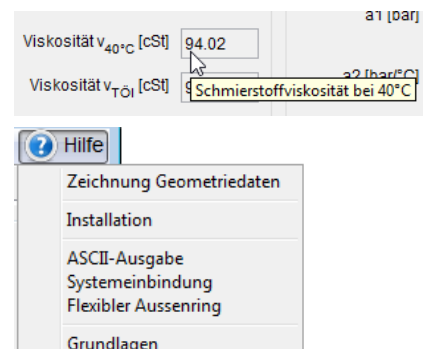 a1 [bar]
Viskosität v40°C [cSt] 94.02
a2 [bar/°C]
Viskosität vTÖl [cSt] 9
Schmierstoffviskosität bei 40°C
Hilfe
Zeichnung Geometriedaten
Installation
ASCII-Ausgabe
Systemeinbindung
Flexibler Aussenring
Grundlagen